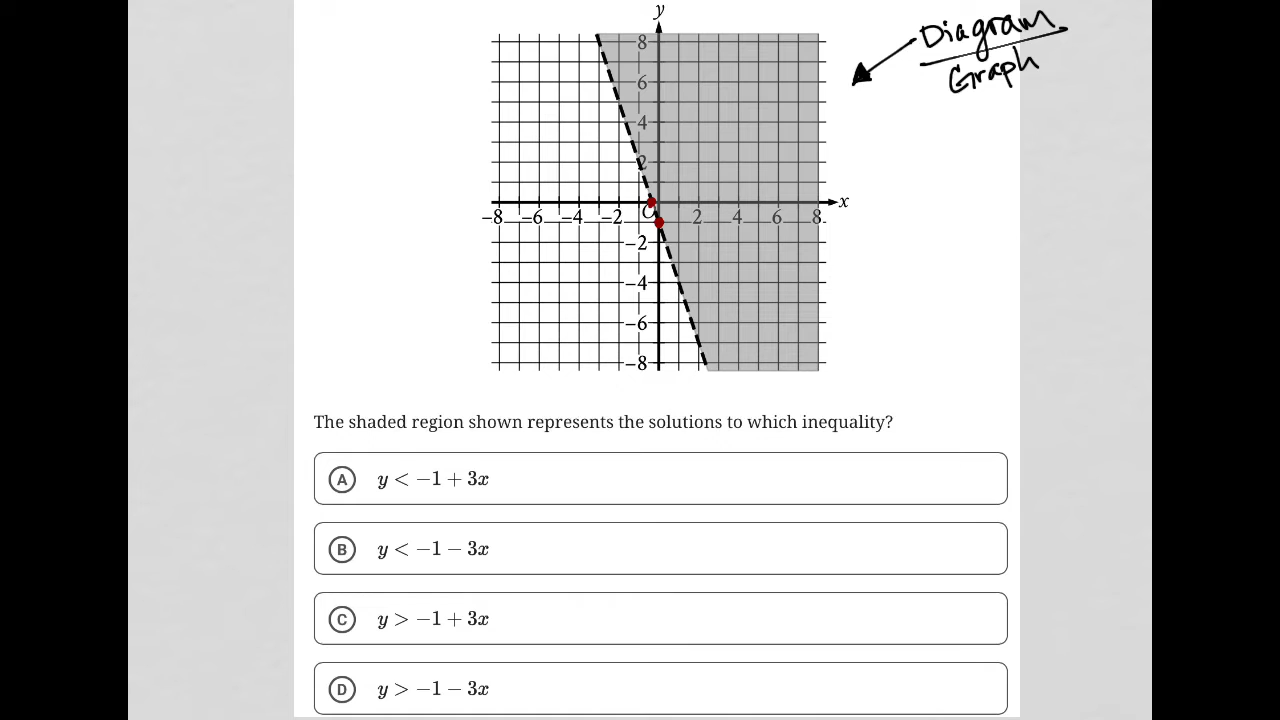 y
Diagram
Graph
8
6
4
2
−8 −6 −4 −2 O 2 4 6 8 x
−2
−4
−6
−8
The shaded region shown represents the solutions to which inequality?
A y < −1 + 3x
B y < −1 − 3x
C y > −1 + 3x
D y > −1 − 3x